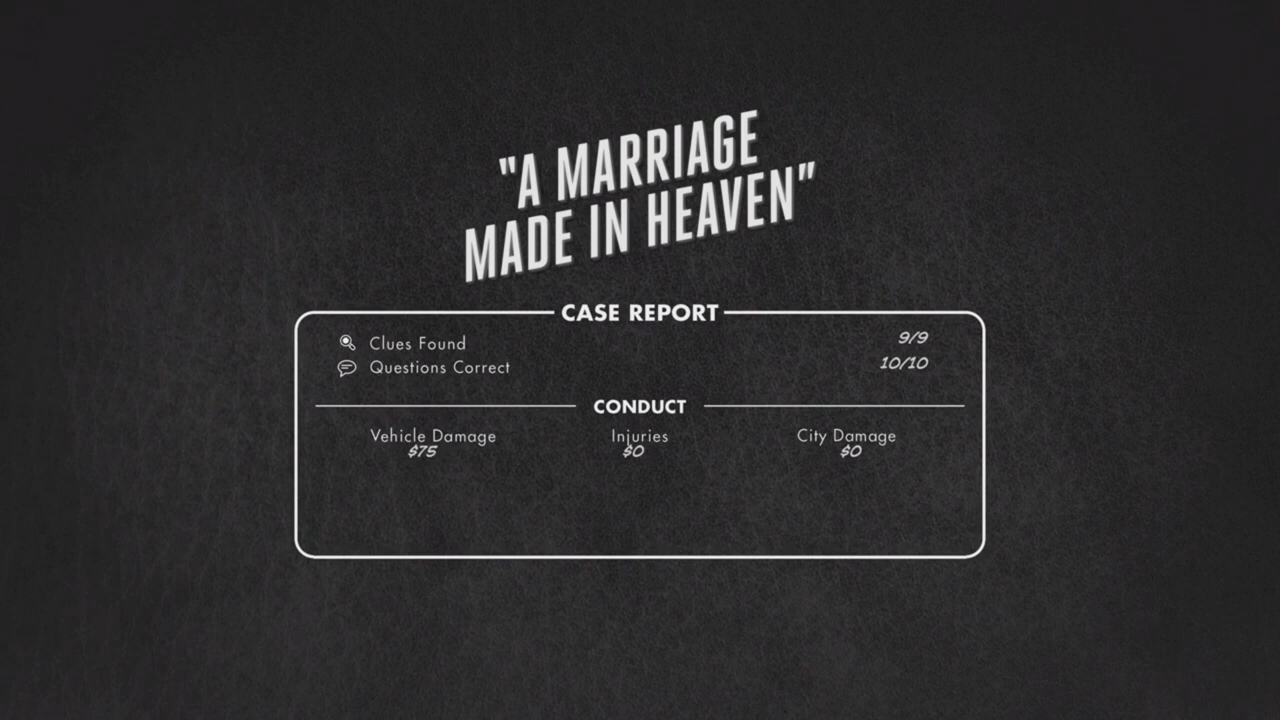 "A MARRIAGE
MADE IN HEAVEN"
CASE REPORT
Clues Found 9/9
Questions Correct 10/10
CONDUCT
Vehicle Damage Injuries City Damage
$75 $0 $0